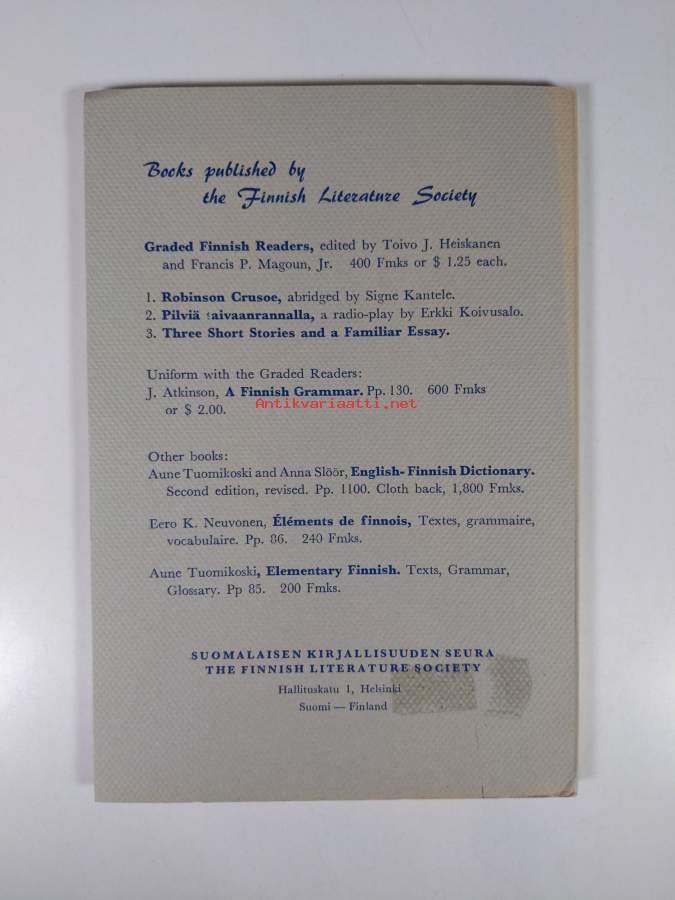 Books published by
the Finnish Literature Society
Graded Finnish Readers, edited by Toivo J. Heiskanen
and Francis P. Magoun, Jr. 400 Fmks or $ 1.25 each.
1. Robinson Crusoe, abridged by Signe Kantele.
2. Pilviä taivaanrannalla, a radio-play by Erkki Koivusalo.
3. Three Short Stories and a Familiar Essay.
Uniform with the Graded Readers:
J. Atkinson, A Finnish Grammar. Pp. 130. 600 Fmks
or $ 2.00.
Antikvariaatti.net
Other books:
Aune Tuomikoski and Anna Slöör, English-Finnish Dictionary.
Second edition, revised. Pp. 1100. Cloth back, 1,800 Fmks.
Eero K. Neuvonen, Éléments de finnois, Textes, grammaire,
vocabulaire. Pp. 86. 240 Fmks.
Aune Tuomikoski, Elementary Finnish. Texts, Grammar,
Glossary. Pp 85. 200 Fmks.
SUOMALAISEN KIRJALLISUUDEN SEURA
THE FINNISH LITERATURE SOCIETY
Hallituskatu 1, Helsinki
Suomi — Finland